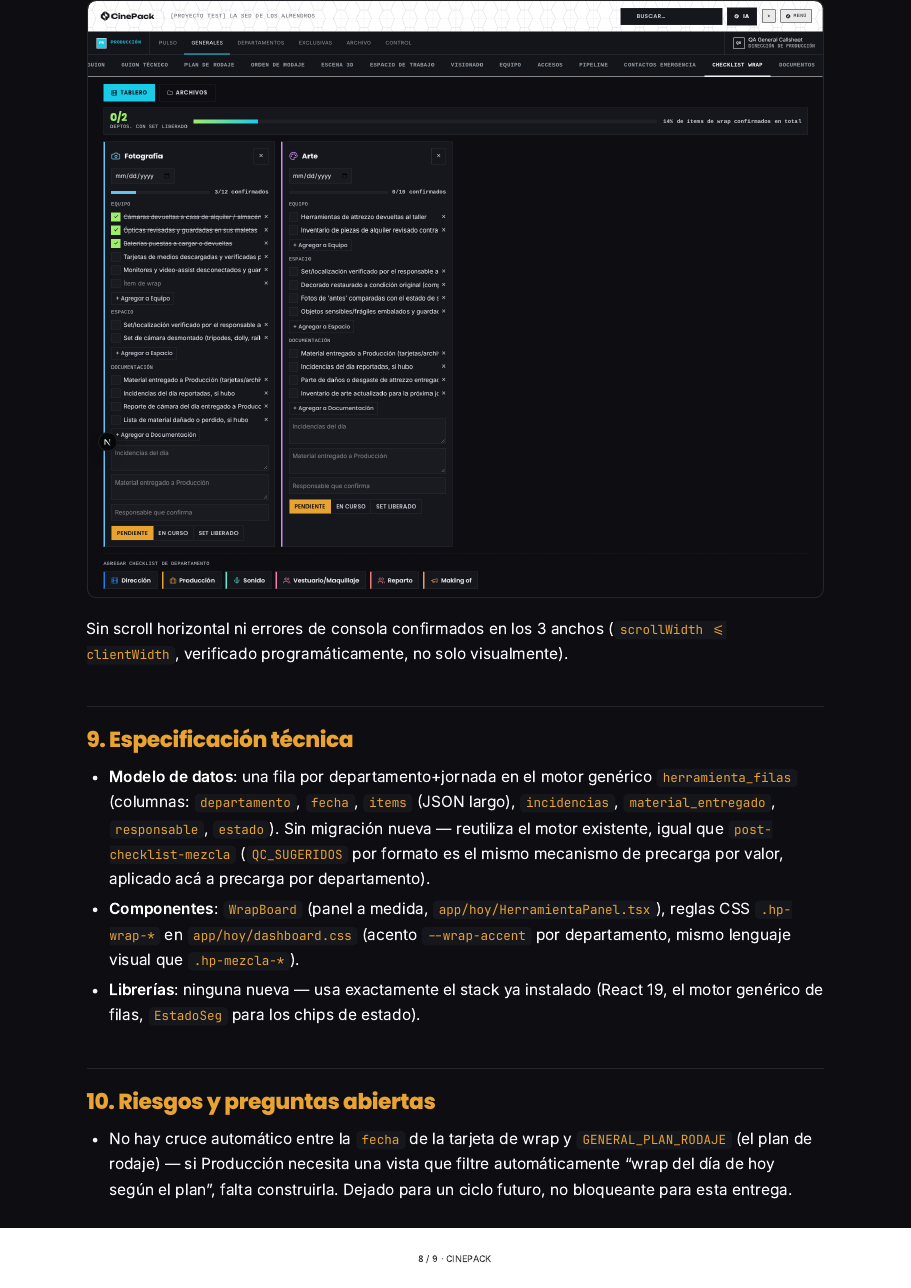 CinePack
[PROYECTO TEST] LA SED DE LOS ALMENDROS
BUSCAR…
IA
MENÚ
PRODUCCIÓN
PULSO
GENERALES
DEPARTAMENTOS
EXCLUSIVAS
ARCHIVO
CONTROL
QA General Callsheet
DIRECCIÓN DE PRODUCCIÓN
GUION TÉCNICO
PLAN DE RODAJE
ORDEN DE RODAJE
ESCENA 3D
ESPACIO DE TRABAJO
VISIONADO
EQUIPO
ACCESOS
PIPELINE
CONTACTOS EMERGENCIA
CHECKLIST WRAP
DOCUMENTOS
TABLERO
ARCHIVOS
0/2
DEPTOS. CON SET LIBERADO
14% de ítems de wrap confirmados en total
Fotografía
×
mm/dd/yyyy
3/12 confirmados
EQUIPO
Cámaras devueltas a casa de alquiler / almacén ×
Ópticas revisadas y guardadas en sus maletas ×
Baterías puestas a cargar o devueltas ×
Tarjetas de medios descargadas y verificadas p ×
Monitores y video-assist desconectados y guar ×
Ítem de wrap ×
+ Agregar a Equipo
ESPACIO
Set/localización verificado por el responsable a ×
Set de cámara desmontado (trípodes, dolly, rail ×
+ Agregar a Espacio
DOCUMENTACIÓN
Material entregado a Producción (tarjetas/archi ×
Incidencias del día reportadas, si hubo ×
Reporte de cámara del día entregado a Producc ×
Lista de material dañado o perdido, si hubo ×
+ Agregar a Documentación
N
Incidencias del día
Material entregado a Producción
Responsable que confirma
PENDIENTE
EN CURSO
SET LIBERADO
Arte
×
mm/dd/yyyy
0/10 confirmados
EQUIPO
Herramientas de attrezzo devueltas al taller ×
Inventario de piezas de alquiler revisado contra ×
+ Agregar a Equipo
ESPACIO
Set/localización verificado por el responsable a ×
Decorado restaurado a condición original (com ×
Fotos de 'antes' comparadas con el estado de s ×
Objetos sensibles/frágiles embalados y guardad ×
+ Agregar a Espacio
DOCUMENTACIÓN
Material entregado a Producción (tarjetas/archi ×
Incidencias del día reportadas, si hubo ×
Parte de daños o desgaste de attrezzo entregad ×
Inventario de arte actualizado para la próxima jo ×
+ Agregar a Documentación
Incidencias del día
Material entregado a Producción
Responsable que confirma
PENDIENTE
EN CURSO
SET LIBERADO
AGREGAR CHECKLIST DE DEPARTAMENTO
Dirección
Producción
Sonido
Vestuario/Maquillaje
Reparto
Making of
Sin scroll horizontal ni errores de consola confirmados en los 3 anchos ( scrollWidth ≤
clientWidth , verificado programáticamente, no solo visualmente).
9. Especificación técnica
• Modelo de datos: una fila por departamento+jornada en el motor genérico herramienta_filas
(columnas: departamento , fecha , items (JSON largo), incidencias , material_entregado ,
responsable , estado ). Sin migración nueva — reutiliza el motor existente, igual que post-
checklist-mezcla ( QC_SUGERIDOS por formato es el mismo mecanismo de precarga por valor,
aplicado acá a precarga por departamento).
• Componentes: WrapBoard (panel a medida, app/hoy/HerramientaPanel.tsx ), reglas CSS .hp-
wrap-* en app/hoy/dashboard.css (acento --wrap-accent por departamento, mismo lenguaje
visual que .hp-mezcla-* ).
• Librerías: ninguna nueva — usa exactamente el stack ya instalado (React 19, el motor genérico de
filas, EstadoSeg para los chips de estado).
10. Riesgos y preguntas abiertas
• No hay cruce automático entre la fecha de la tarjeta de wrap y GENERAL_PLAN_RODAJE (el plan de
rodaje) — si Producción necesita una vista que filtre automáticamente “wrap del día de hoy
según el plan”, falta construirla. Dejado para un ciclo futuro, no bloqueante para esta entrega.
8 / 9 · CINEPACK